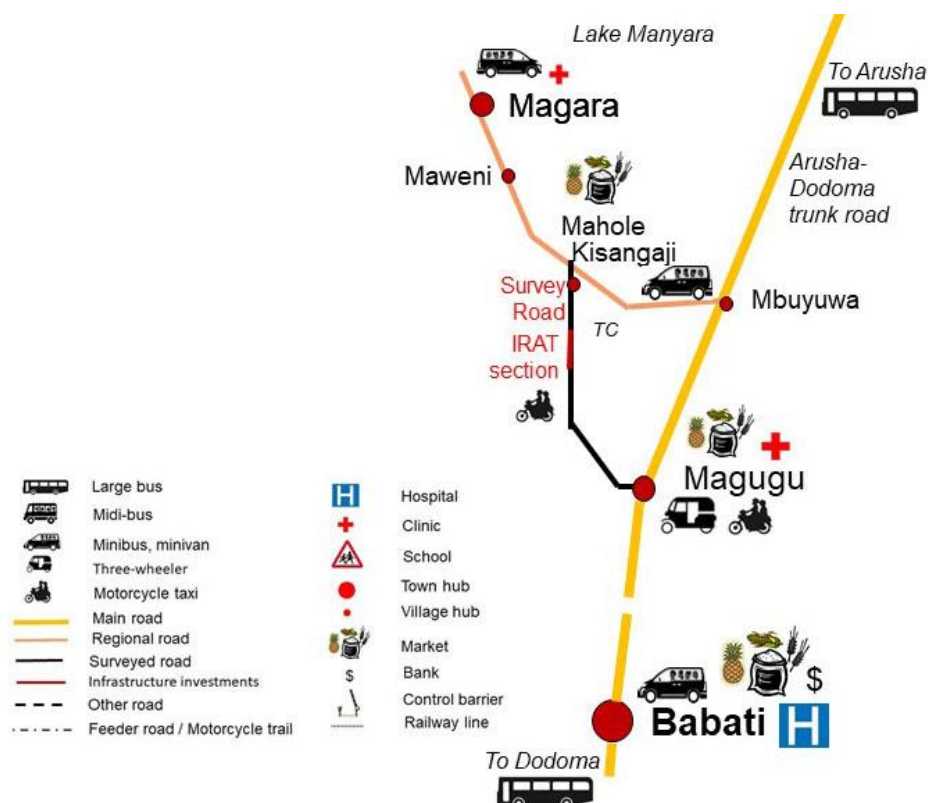 Lake Manyara
To Arusha
Magara
Arusha-
Dodoma
trunk road
Maweni
Mahole
Kisangaji
Survey
Road
Mbuyuwa
TC
IRAT
section
Magugu
Large bus
Midi-bus
Minibus, minivan
Three-wheeler
Motorcycle taxi
Main road
Regional road
Surveyed road
Infrastructure investments
Other road
Feeder road / Motorcycle trail
H Hospital
Clinic
School
Town hub
Village hub
Market
$ Bank
Control barrier
Railway line
$
Babati H
To Dodoma